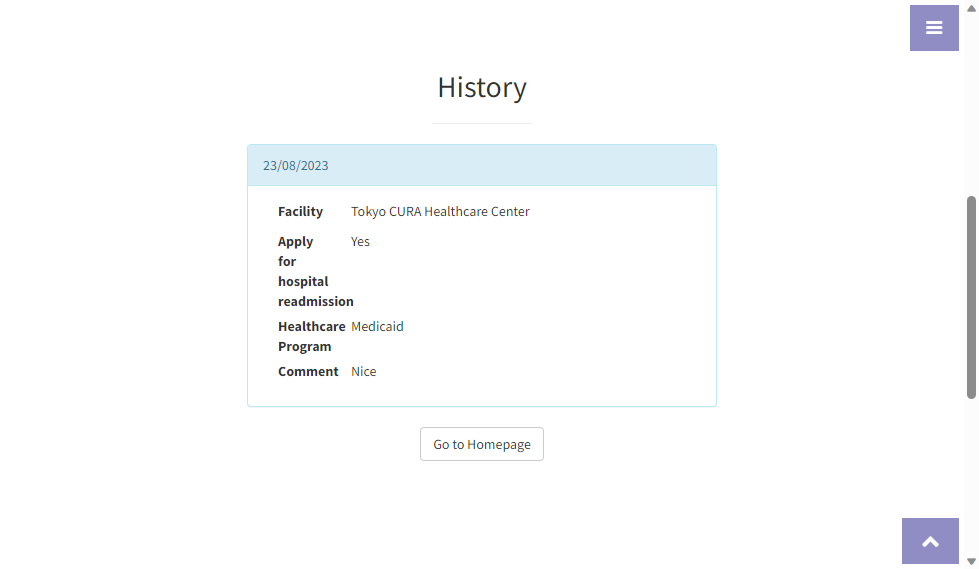 History
23/08/2023
Facility Tokyo CURA Healthcare Center
Apply Yes
for
hospital
readmission
Healthcare Medicaid
Program
Comment Nice
Go to Homepage